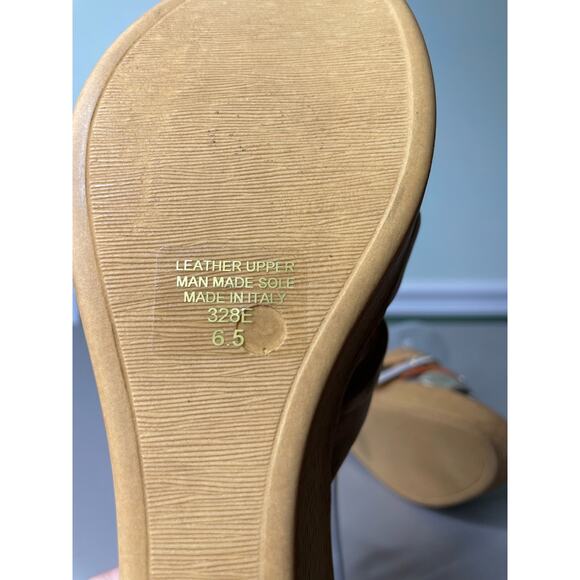 LEATHER UPPER
MAN MADE SOLE
MADE IN ITALY
328E
6.5